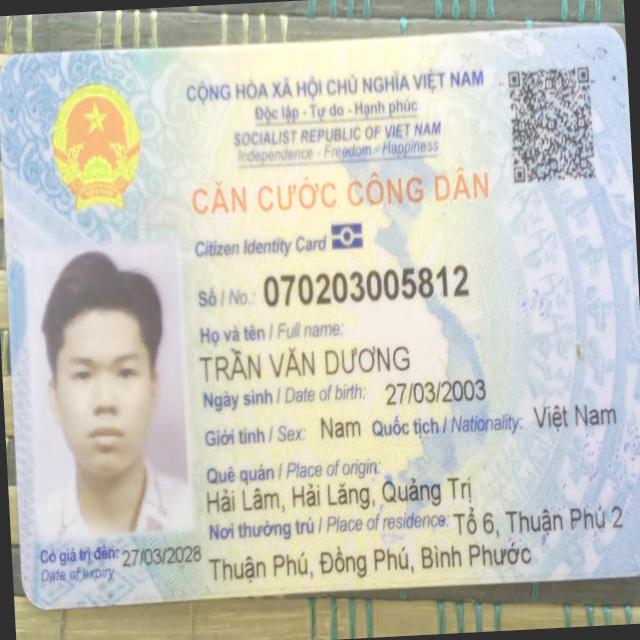 CỘNG HÒA XÃ HỘI CHỦ NGHĨA VIỆT NAM
Độc lập - Tự do - Hạnh phúc
SOCIALIST REPUBLIC OF VIET NAM
Independence - Freedom - Happiness
CĂN CƯỚC CÔNG DÂN
Citizen Identity Card
Số / No.: 070203005812
Họ và tên / Full name:
TRẦN VĂN DƯƠNG
Ngày sinh / Date of birth: 27/03/2003
Giới tính / Sex: Nam Quốc tịch / Nationality: Việt Nam
Quê quán / Place of origin:
Hải Lâm, Hải Lăng, Quảng Trị
Nơi thường trú / Place of residence: Tổ 6, Thuận Phú 2
Thuận Phú, Đồng Phú, Bình Phước
Có giá trị đến: 27/03/2028
Date of expiry